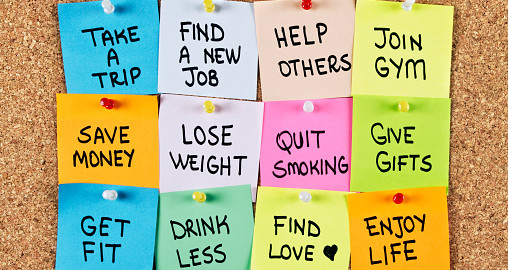 TAKE
A
TRIP
FIND
A NEW
JOB
HELP
OTHERS
JOIN
GYM
SAVE
MONEY
LOSE
WEIGHT
QUIT
SMOKING
GIVE
GIFTS
GET
FIT
DRINK
LESS
FIND
LOVE ♥
ENJOY
LIFE